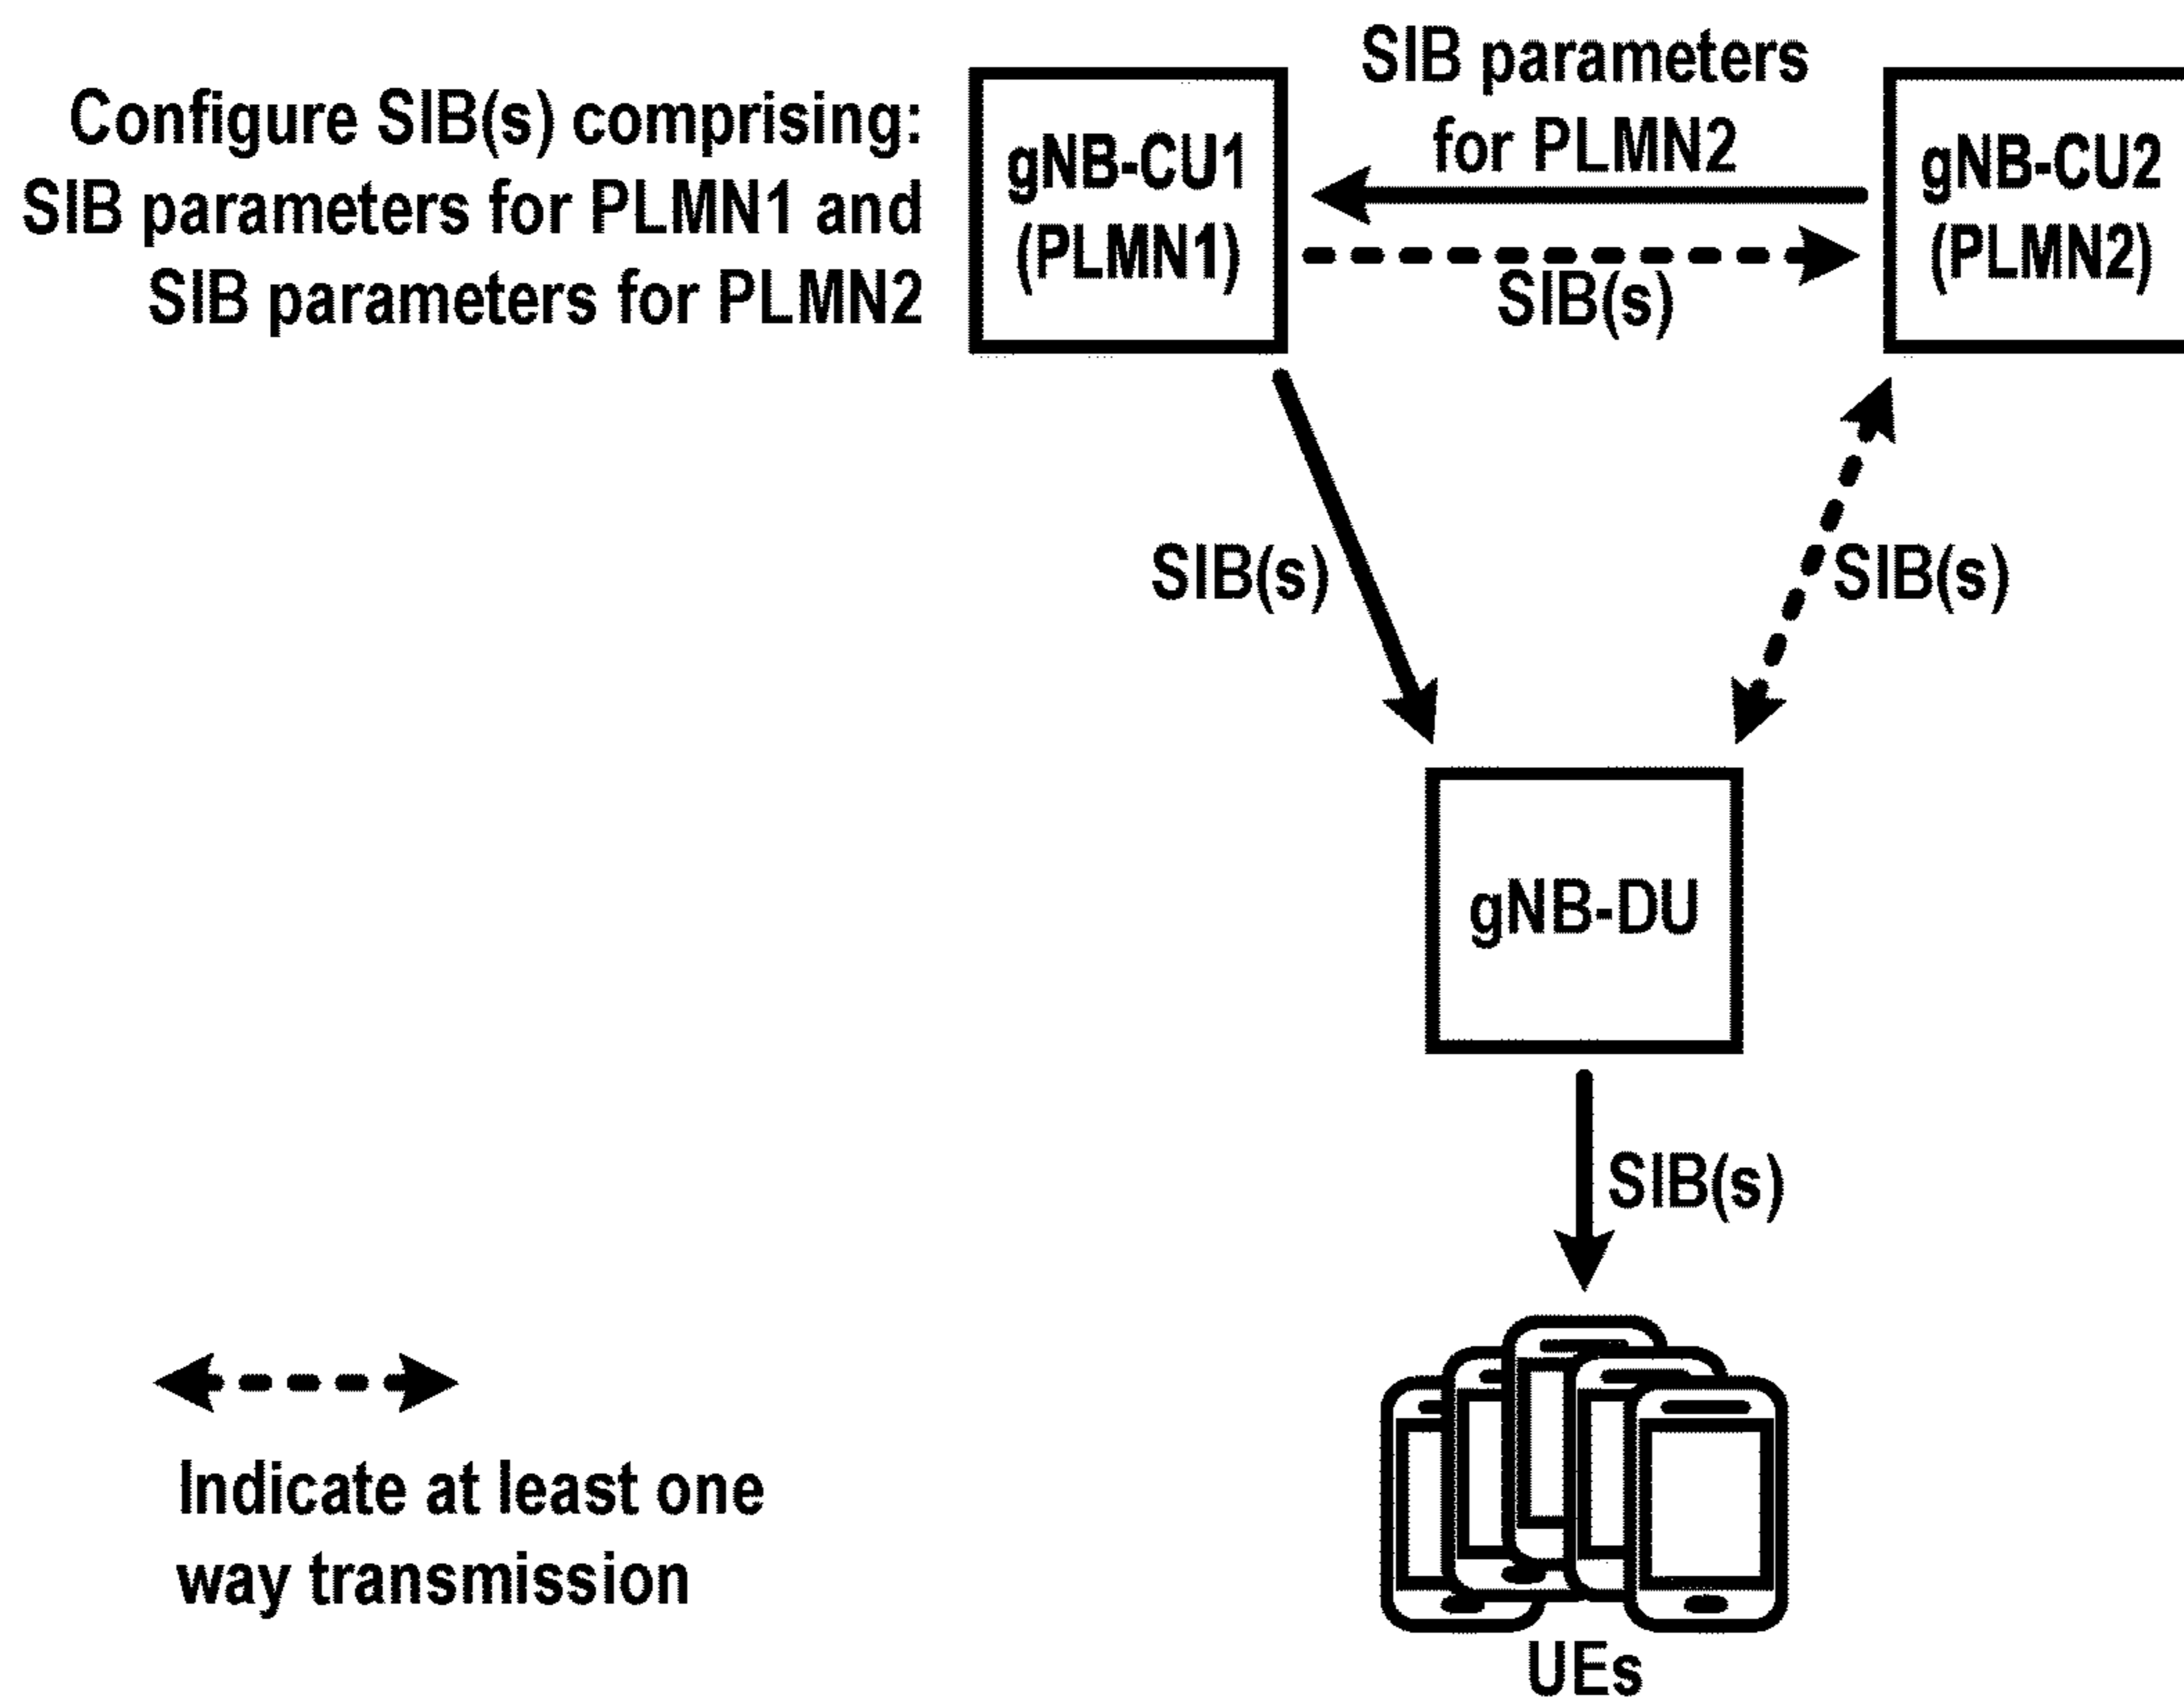 Configure SIB(s) comprising:
SIB parameters for PLMN1 and
SIB parameters for PLMN2
gNB-CU1
(PLMN1)
SIB parameters
for PLMN2
SIB(s)
gNB-CU2
(PLMN2)
SIB(s)
SIB(s)
gNB-DU
SIB(s)
Indicate at least one
way transmission
UEs